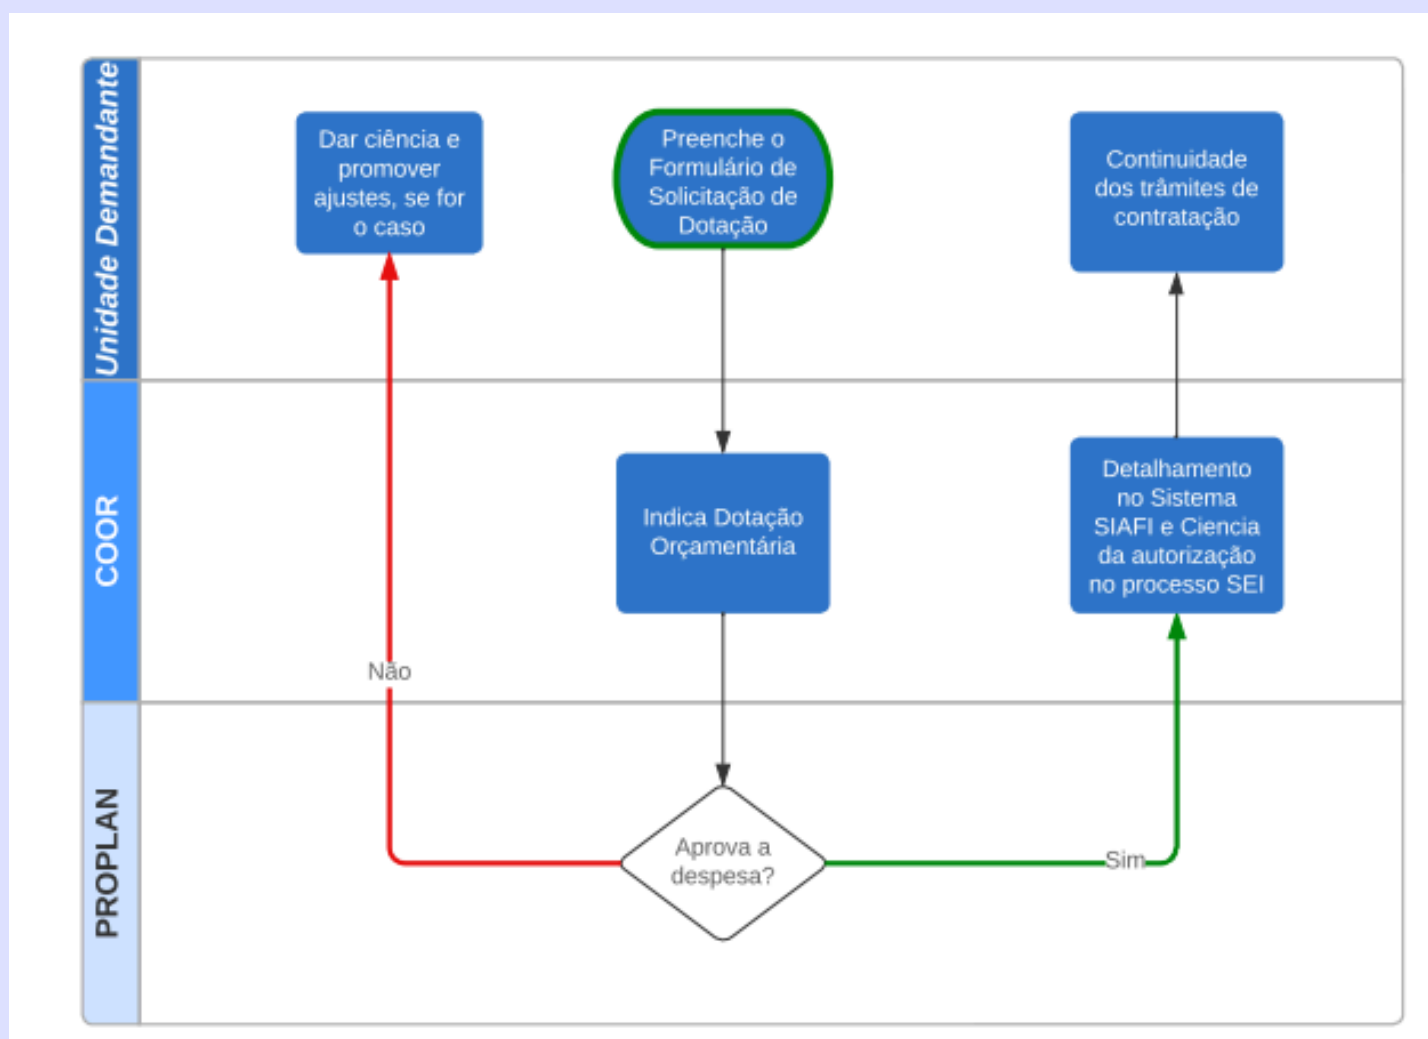 Unidade Demandante
Dar ciência e
promover
ajustes, se for
o caso
Preenche o
Formulário de
Solicitação de
Dotação
Continuidade
dos trâmites de
contratação
COOR
Indica Dotação
Orçamentária
Detalhamento
no Sistema
SIAFI e Ciencia
da autorização
no processo SEI
Não
PROPLAN
Aprova a
despesa?
Sim